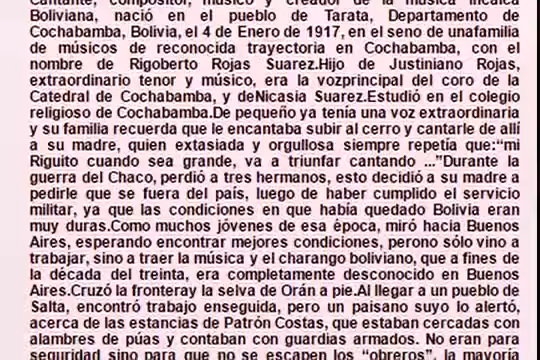 Cantante, compositor, músico y creador de la música incaica
Boliviana, nació en el pueblo de Tarata, Departamento de
Cochabamba, Bolivia, el 4 de Enero de 1917, en el seno de unafamilia
de músicos de reconocida trayectoria en Cochabamba, con el
nombre de Rigoberto Rojas Suarez.Hijo de Justiniano Rojas,
extraordinario tenor y músico, era la vozprincipal del coro de la
Catedral de Cochabamba, y deNicasia Suarez.Estudió en el colegio
religioso de Cochabamba.De pequeño ya tenía una voz extraordinaria
y su familia recuerda que le encantaba subir al cerro y cantarle de allí
a su madre, quien extasiada y orgullosa siempre repetía que:“mi
Riguito cuando sea grande, va a triunfar cantando ...”Durante la
guerra del Chaco, perdió a tres hermanos, esto decidió a su madre a
pedirle que se fuera del país, luego de haber cumplido el servicio
militar, ya que las condiciones en que había quedado Bolivia eran
muy duras.Como muchos jóvenes de esa época, miró hacia Buenos
Aires, esperando encontrar mejores condiciones, perono sólo vino a
trabajar, sino a traer la música y el charango boliviano, que a fines de
la década del treinta, era completamente desconocido en Buenos
Aires.Cruzó la fronteray la selva de Orán a pie.Al llegar a un pueblo de
Salta, encontró trabajo enseguida, pero un paisano suyo lo alertó,
acerca de las estancias de Patrón Costas, que estaban cercadas con
alambres de púas y contaban con guardias armados. No eran para
seguridad sino para que no se escapen los “obreros”, la mayoría